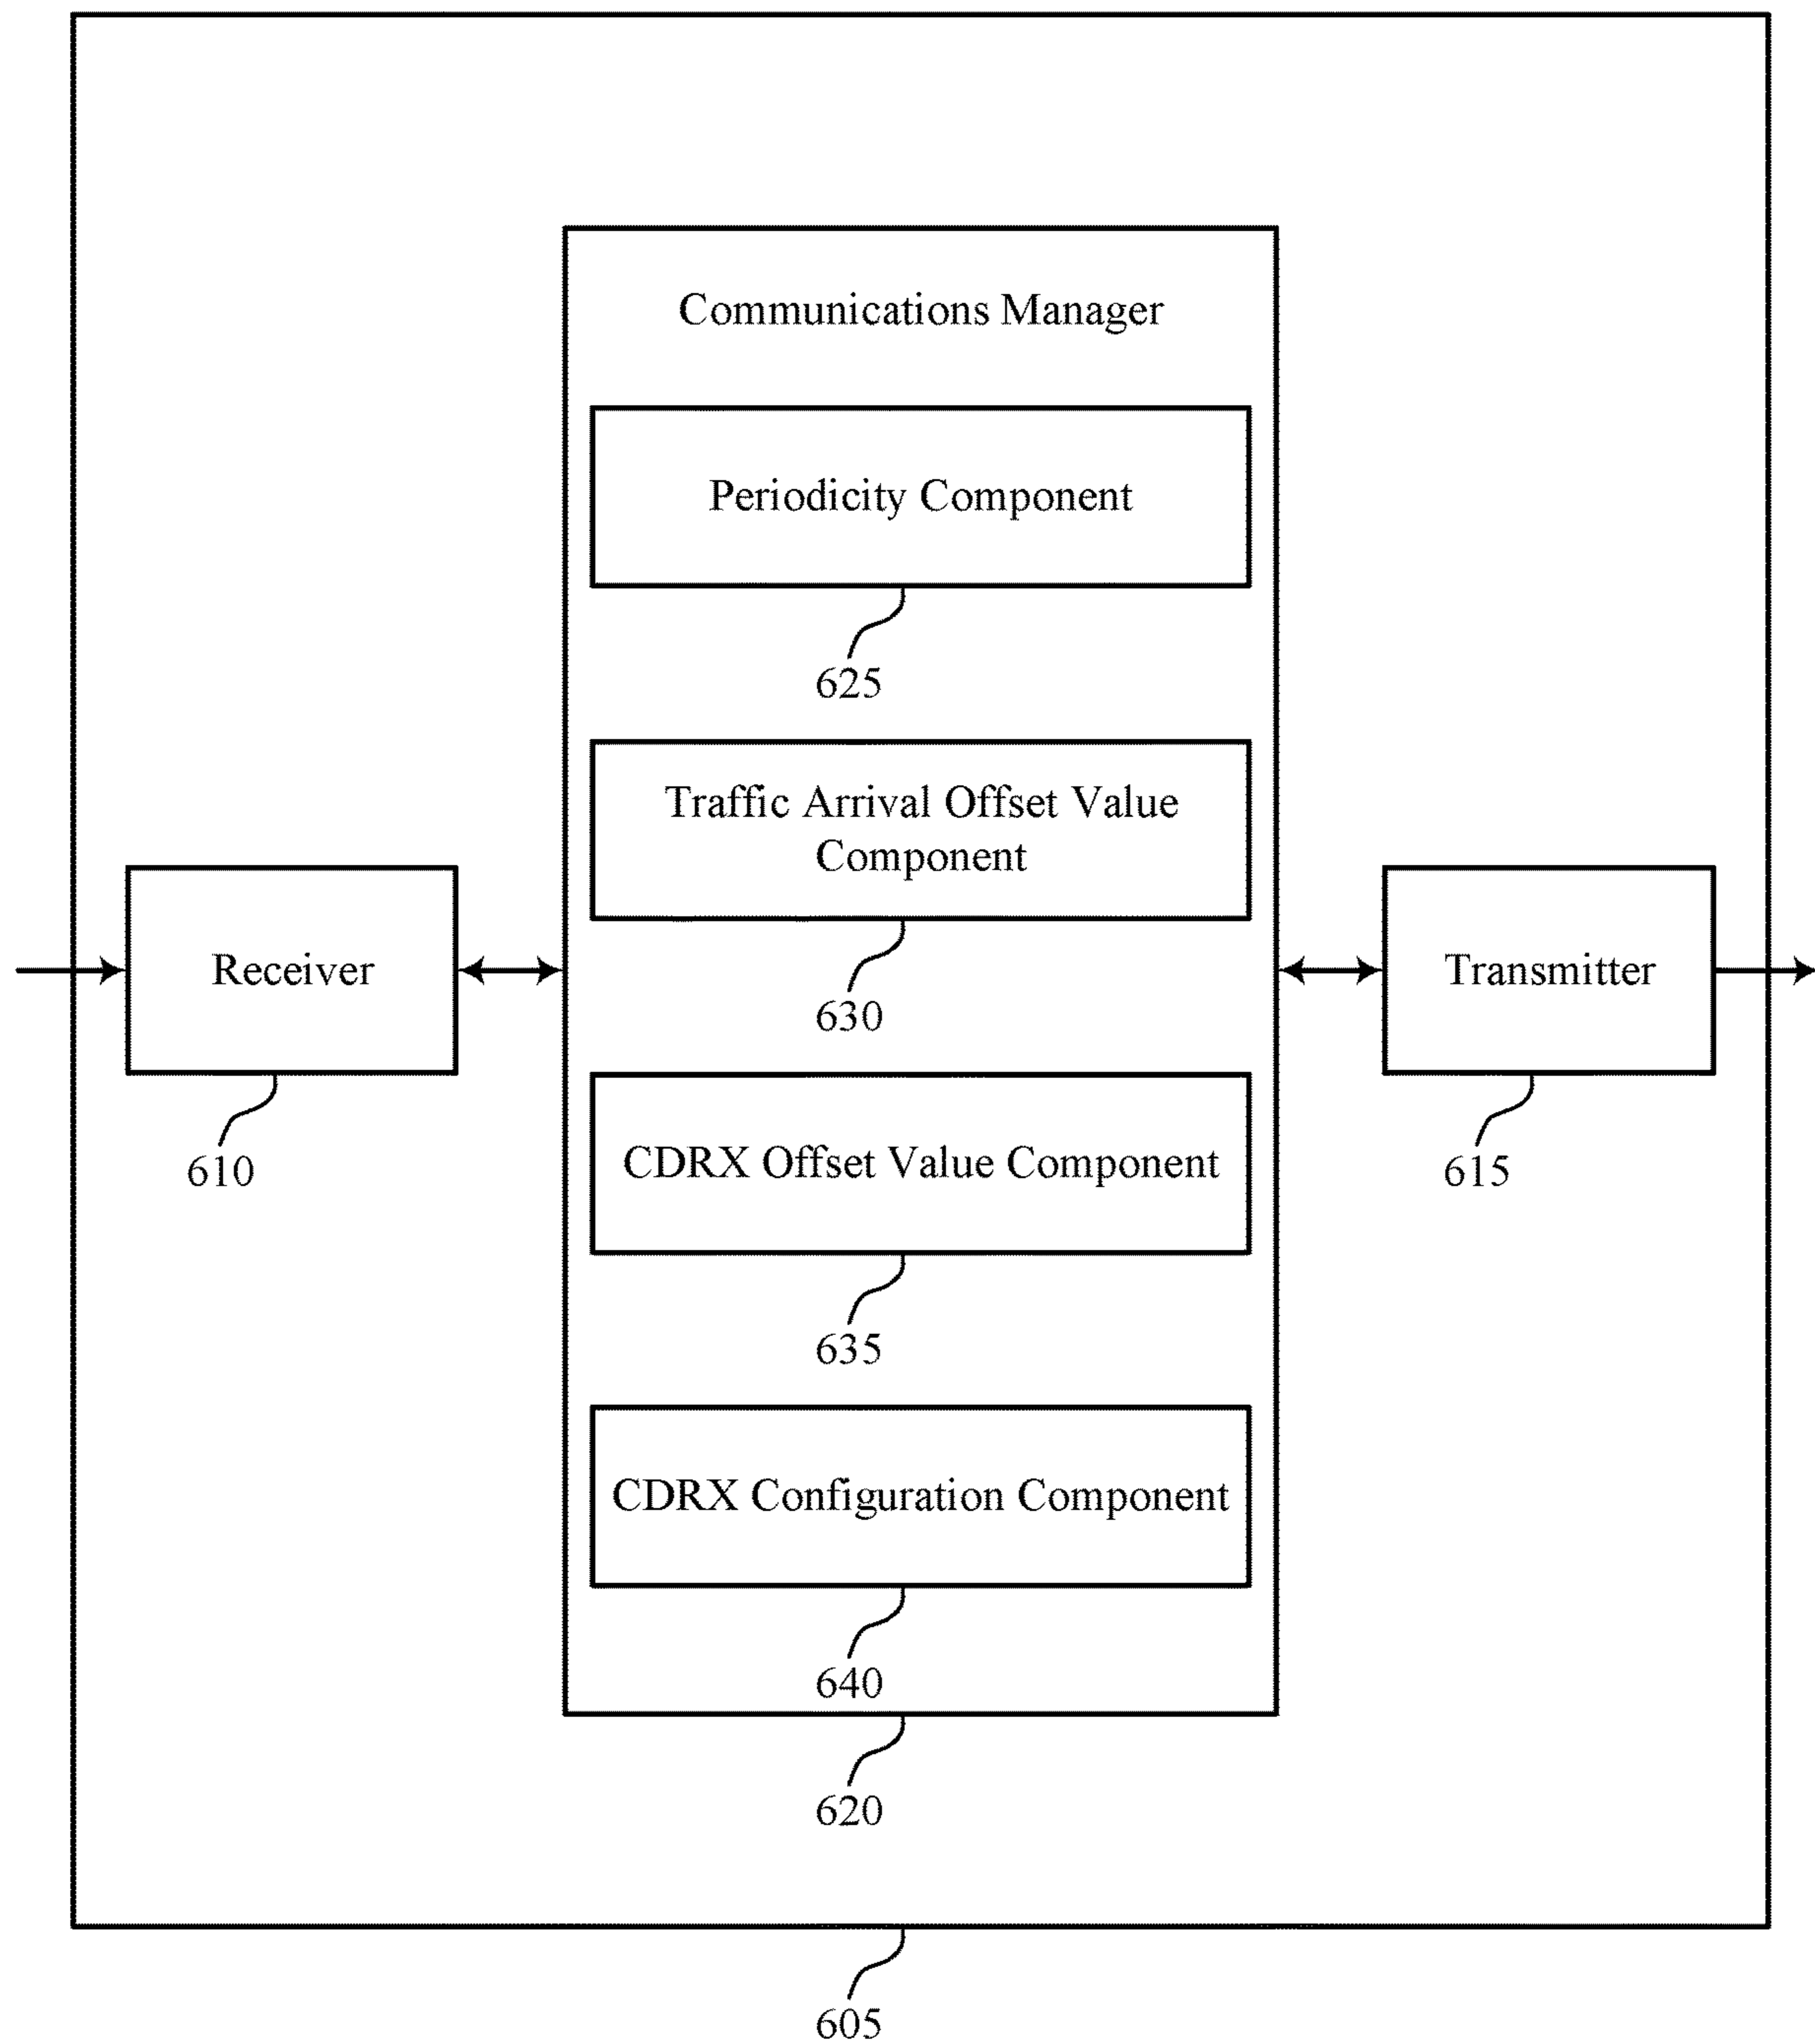 Communications Manager
Periodicity Component
625
Traffic Arrival Offset Value
Component
630
Receiver
610
Transmitter
615
CDRX Offset Value Component
635
CDRX Configuration Component
640
620
605